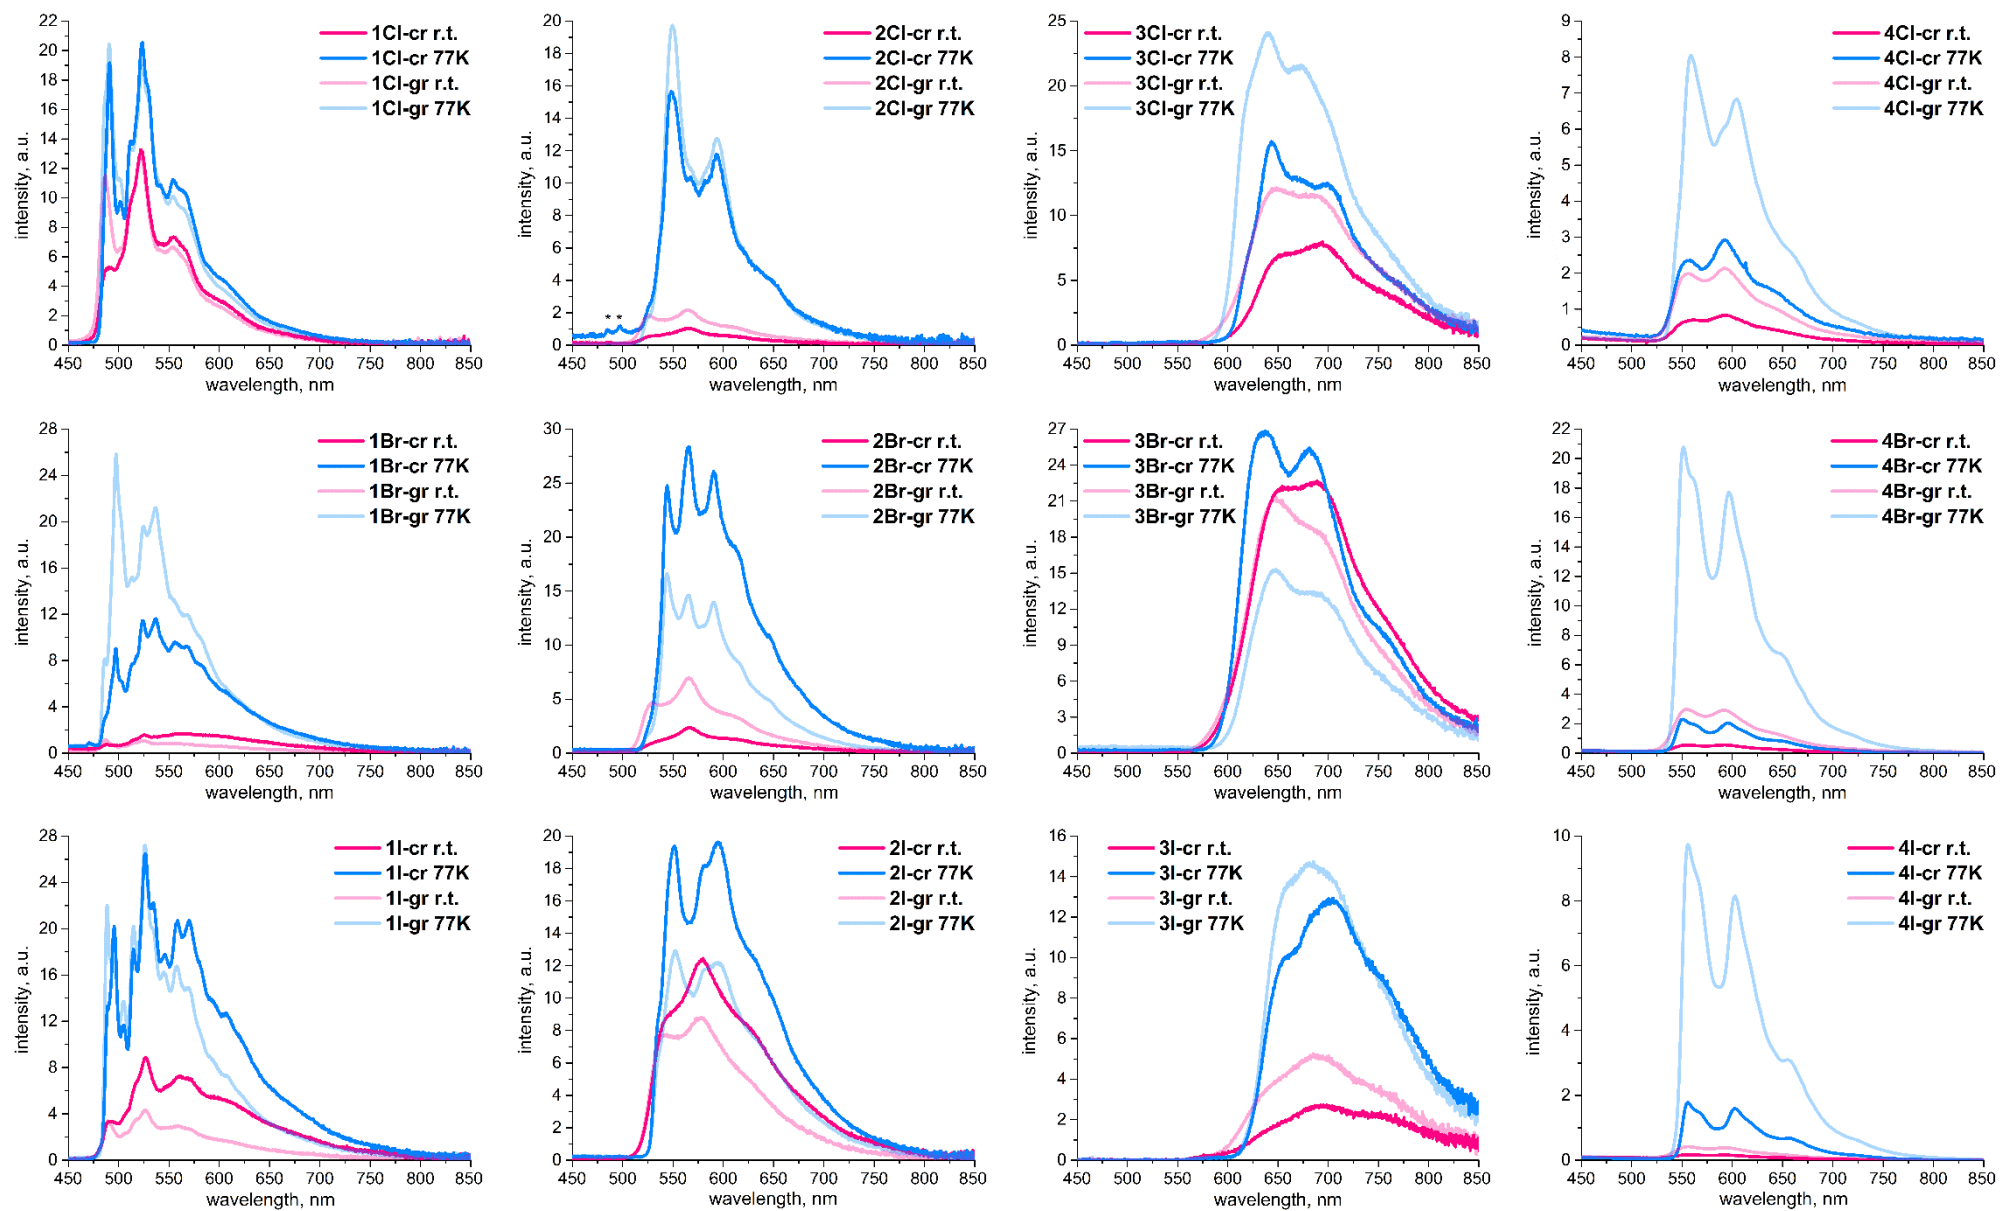 1Cl-cr r.t.
1Cl-cr 77K
1Cl-gr r.t.
1Cl-gr 77K
intensity, a.u.
22
20
18
16
14
12
10
8
6
4
2
0
450 500 550 600 650 700 750 800 850
wavelength, nm
2Cl-cr r.t.
2Cl-cr 77K
2Cl-gr r.t.
2Cl-gr 77K
intensity, a.u.
20
18
16
14
12
10
8
6
4
2
0
* *
450 500 550 600 650 700 750 800 850
wavelength, nm
3Cl-cr r.t.
3Cl-cr 77K
3Cl-gr r.t.
3Cl-gr 77K
intensity, a.u.
25
20
15
10
5
0
450 500 550 600 650 700 750 800 850
wavelength, nm
4Cl-cr r.t.
4Cl-cr 77K
4Cl-gr r.t.
4Cl-gr 77K
intensity, a.u.
9
8
7
6
5
4
3
2
1
0
450 500 550 600 650 700 750 800 850
wavelength, nm
1Br-cr r.t.
1Br-cr 77K
1Br-gr r.t.
1Br-gr 77K
intensity, a.u.
28
24
20
16
12
8
4
0
450 500 550 600 650 700 750 800 850
wavelength, nm
2Br-cr r.t.
2Br-cr 77K
2Br-gr r.t.
2Br-gr 77K
intensity, a.u.
30
25
20
15
10
5
0
450 500 550 600 650 700 750 800 850
wavelength, nm
3Br-cr r.t.
3Br-cr 77K
3Br-gr r.t.
3Br-gr 77K
intensity, a.u.
27
24
21
18
15
12
9
6
3
0
450 500 550 600 650 700 750 800 850
wavelength, nm
4Br-cr r.t.
4Br-cr 77K
4Br-gr r.t.
4Br-gr 77K
intensity, a.u.
22
20
18
16
14
12
10
8
6
4
2
0
450 500 550 600 650 700 750 800 850
wavelength, nm
1I-cr r.t.
1I-cr 77K
1I-gr r.t.
1I-gr 77K
intensity, a.u.
28
24
20
16
12
8
4
0
450 500 550 600 650 700 750 800 850
wavelength, nm
2I-cr r.t.
2I-cr 77K
2I-gr r.t.
2I-gr 77K
intensity, a.u.
20
18
16
14
12
10
8
6
4
2
0
450 500 550 600 650 700 750 800 850
wavelength, nm
3I-cr r.t.
3I-cr 77K
3I-gr r.t.
3I-gr 77K
intensity, a.u.
16
14
12
10
8
6
4
2
0
450 500 550 600 650 700 750 800 850
wavelength, nm
4I-cr r.t.
4I-cr 77K
4I-gr r.t.
4I-gr 77K
intensity, a.u.
10
8
6
4
2
0
450 500 550 600 650 700 750 800 850
wavelength, nm